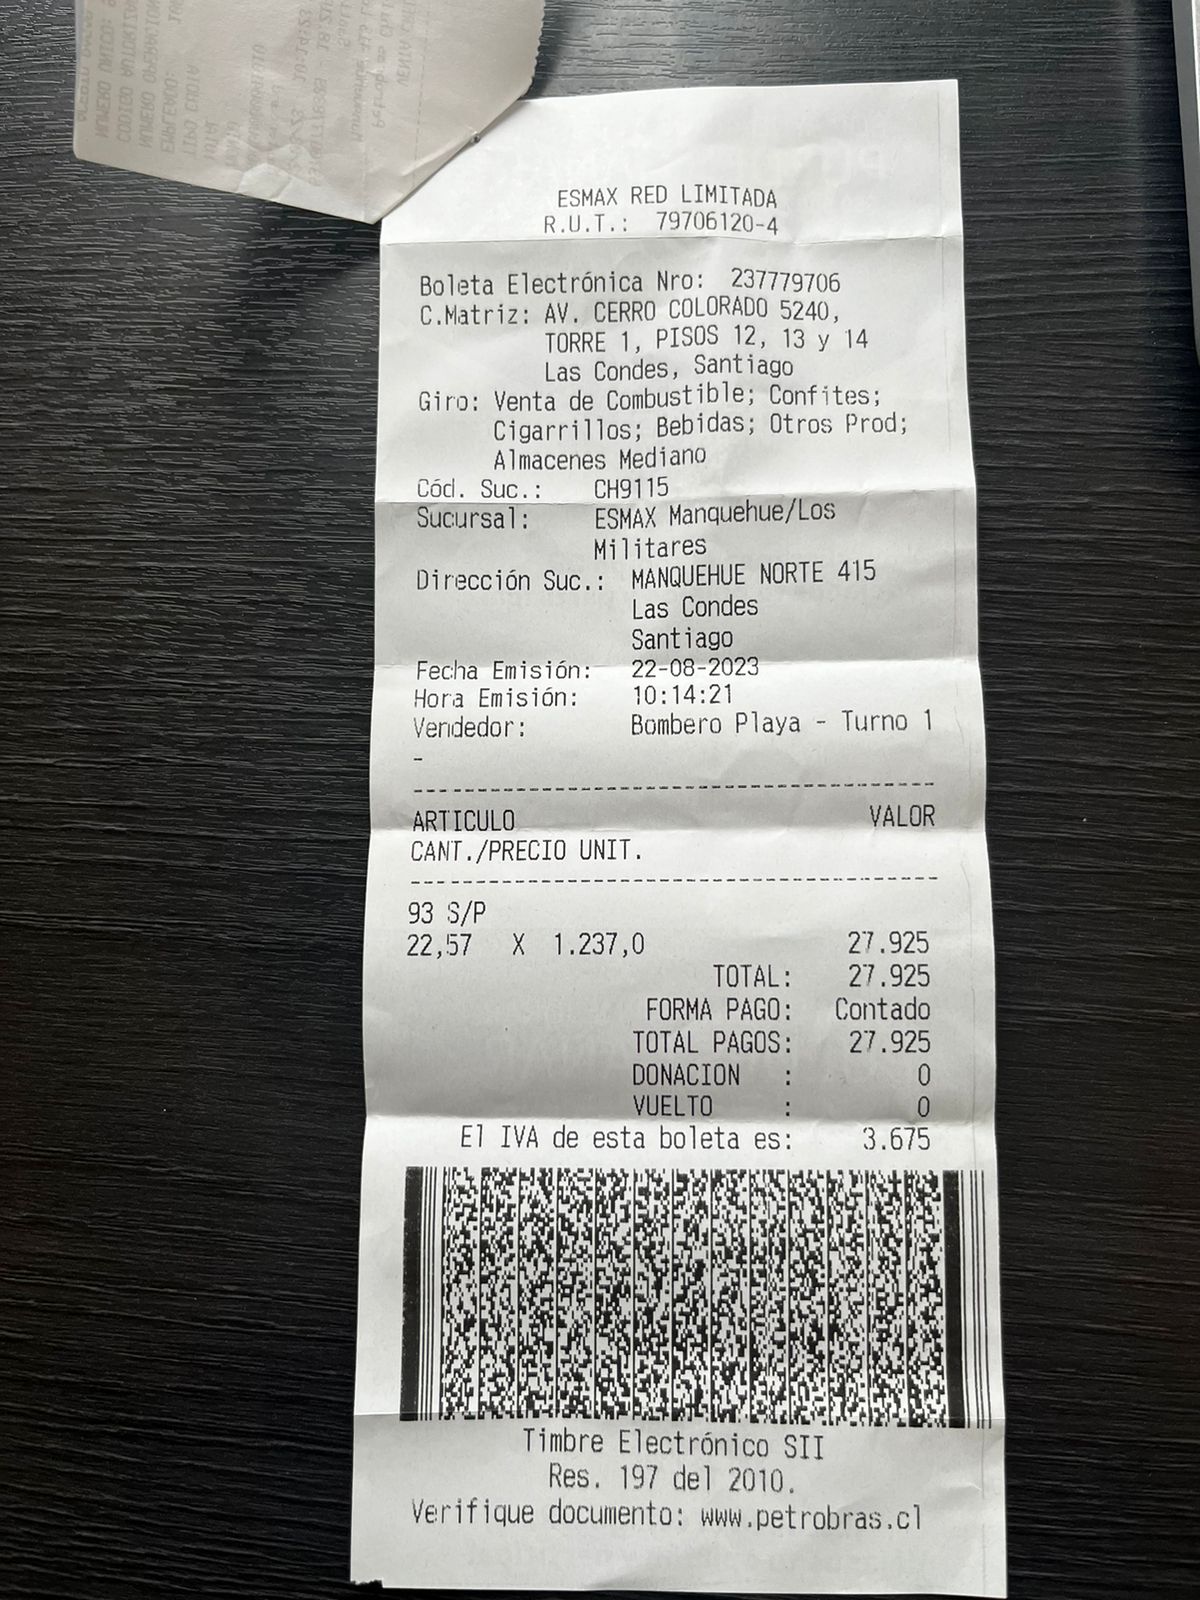 ESMAX RED LIMITADA
R.U.T.: 79706120-4
Boleta Electrónica Nro: 237779706
C.Matriz: AV. CERRO COLORADO 5240,
TORRE 1, PISOS 12, 13 y 14
Las Condes, Santiago
Giro: Venta de Combustible; Confites;
Cigarrillos; Bebidas; Otros Prod;
Almacenes Mediano
Cód. Suc.: CH9115
Sucursal: ESMAX Manquehue/Los
Militares
Dirección Suc.: MANQUEHUE NORTE 415
Las Condes
Santiago
Fecha Emisión: 22-08-2023
Hora Emisión: 10:14:21
Vendedor: Bombero Playa - Turno 1
-
ARTICULO VALOR
CANT./PRECIO UNIT.
93 S/P
22,57 X 1.237,0 27.925
TOTAL: 27.925
FORMA PAGO: Contado
TOTAL PAGOS: 27.925
DONACION : 0
VUELTO : 0
El IVA de esta boleta es: 3.675
Timbre Electrónico SII
Res. 197 del 2010.
Verifique documento: www.petrobras.cl